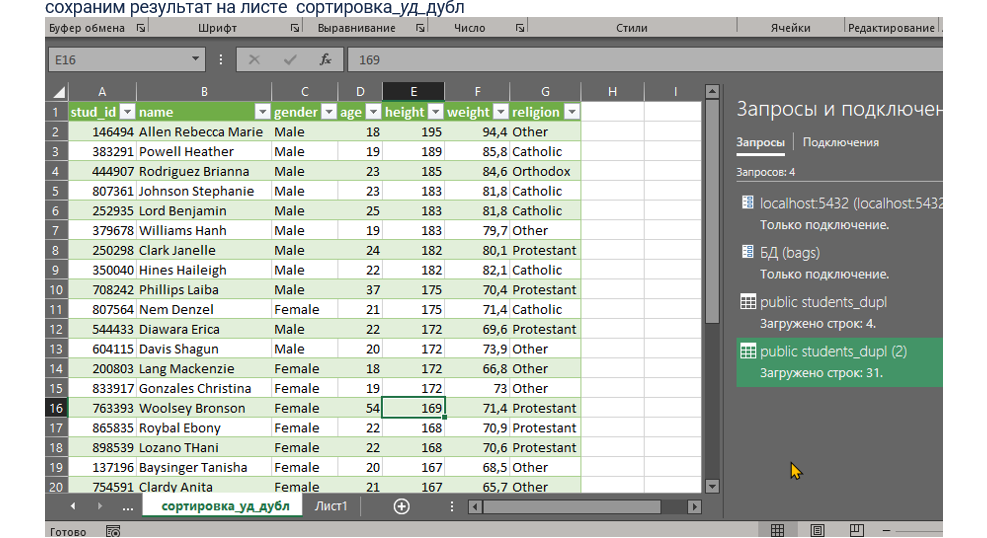 сохраним результат на листе сортировка_уд_дубл
Буфер обмена Шрифт Выравнивание Число Стили Ячейки Редактирование
E16 fx 169
A B C D E F G H I
1 stud_id name gender age height weight religion
2 146494 Allen Rebecca Marie Male 18 195 94,4 Other
3 383291 Powell Heather Male 19 189 85,8 Catholic
4 444907 Rodriguez Brianna Male 23 185 84,6 Orthodox
5 807361 Johnson Stephanie Male 23 183 81,8 Catholic
6 252935 Lord Benjamin Male 25 183 81,8 Catholic
7 379678 Williams Hanh Male 19 183 79,7 Other
8 250298 Clark Janelle Male 24 182 80,1 Protestant
9 350040 Hines Haileigh Male 22 182 82,1 Catholic
10 708242 Phillips Laiba Male 37 175 70,4 Protestant
11 807564 Nem Denzel Female 21 175 71,4 Catholic
12 544433 Diawara Erica Male 22 172 69,6 Protestant
13 604115 Davis Shagun Male 20 172 73,9 Other
14 200803 Lang Mackenzie Female 18 172 66,8 Other
15 833917 Gonzales Christina Female 19 172 73 Other
16 763393 Woolsey Bronson Female 54 169 71,4 Protestant
17 865835 Roybal Ebony Female 22 168 70,9 Protestant
18 898539 Lozano THani Female 22 168 70,6 Protestant
19 137196 Baysinger Tanisha Female 20 167 68,5 Other
20 754591 Clardy Anita Female 21 167 65,7 Other
... сортировка_уд_дубл Лист1
Готово
Запросы и подключен
Запросы Подключения
Запросов: 4
localhost:5432 (localhost:5432
Только подключение.
БД (bags)
Только подключение.
public students_dupl
Загружено строк: 4.
public students_dupl (2)
Загружено строк: 31.